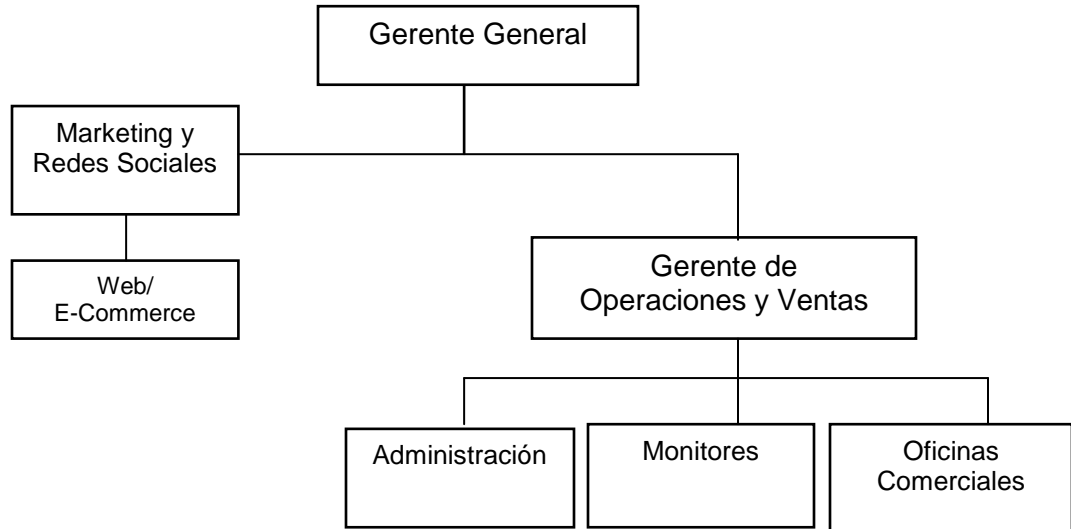 Gerente General
Marketing y
Redes Sociales
Web/
E-Commerce
Gerente de
Operaciones y Ventas
Administración
Monitores
Oficinas
Comerciales